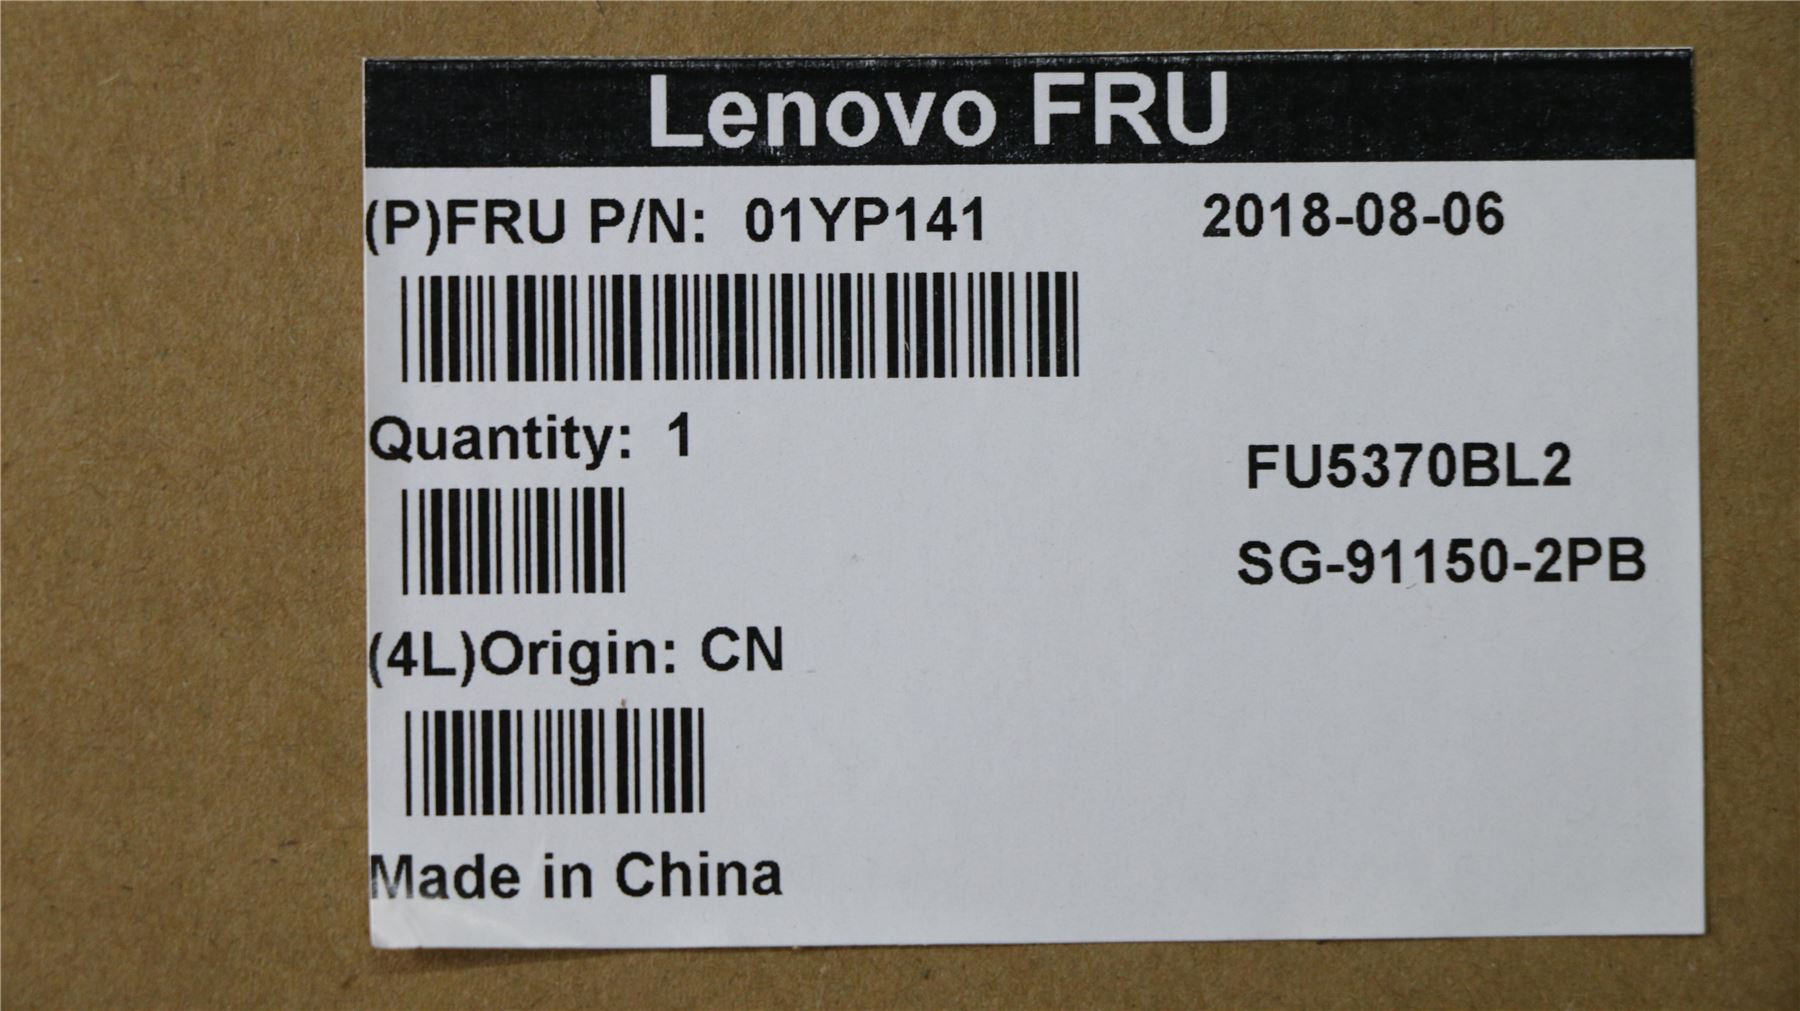 Lenovo FRU
(P)FRU P/N: 01YP141 2018-08-06
Quantity: 1
FU5370BL2
SG-91150-2PB
(4L)Origin: CN
Made in China